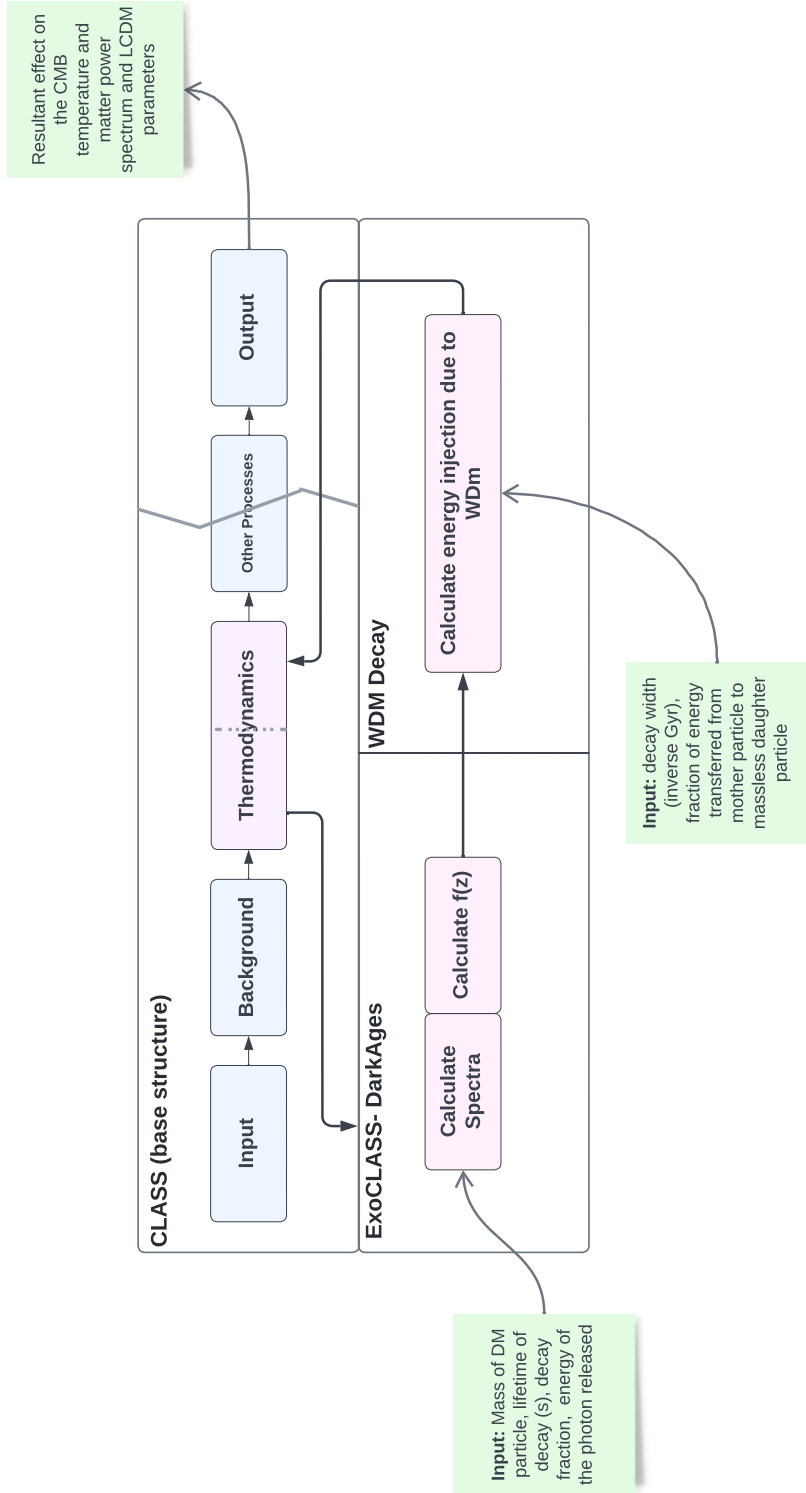 Resultant effect on
the CMB
temperature and
matter power
spectrum and LCDM
parameters
CLASS (base structure)
Input
Background
Thermodynamics
Other Processes
Output
ExoCLASS- DarkAges
Calculate
Spectra
Calculate f(z)
WDM Decay
Calculate energy injection due to
WDm
Input: Mass of DM
particle, lifetime of
decay (s), decay
fraction, energy of
the photon released
Input: decay width
(inverse Gyr),
fraction of energy
transferred from
mother particle to
massless daughter
particle